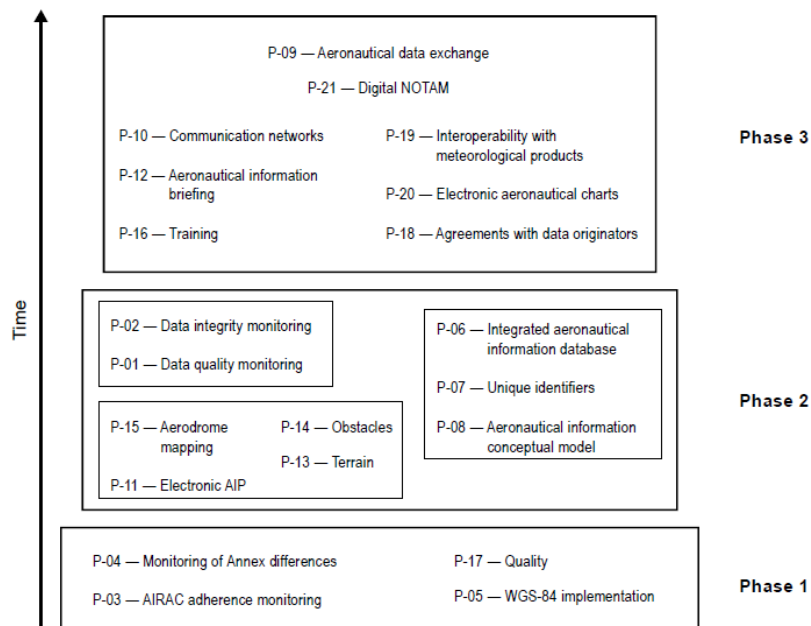 P-09 — Aeronautical data exchange
P-21 — Digital NOTAM
P-10 — Communication networks
P-12 — Aeronautical information
briefing
P-16 — Training
P-19 — Interoperability with
meteorological products
P-20 — Electronic aeronautical charts
P-18 — Agreements with data originators
Phase 3
Time
P-02 — Data integrity monitoring
P-01 — Data quality monitoring
P-15 — Aerodrome
mapping
P-11 — Electronic AIP
P-14 — Obstacles
P-13 — Terrain
P-06 — Integrated aeronautical
information database
P-07 — Unique identifiers
P-08 — Aeronautical information
conceptual model
Phase 2
P-04 — Monitoring of Annex differences
P-03 — AIRAC adherence monitoring
P-17 — Quality
P-05 — WGS-84 implementation
Phase 1